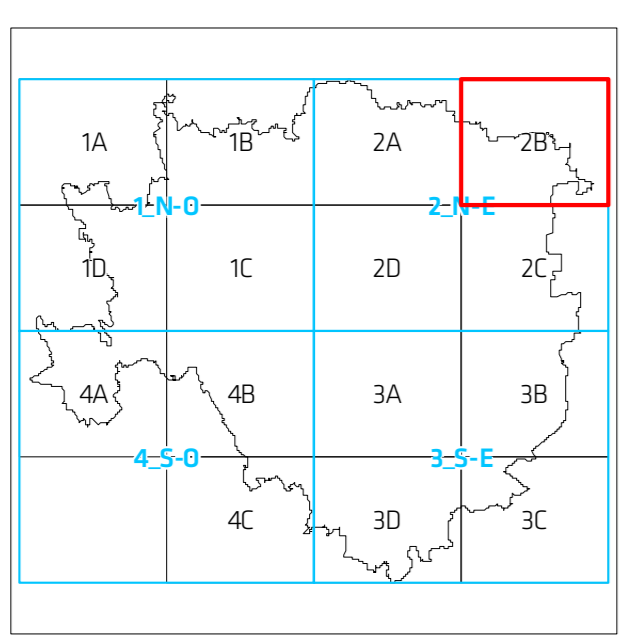 1A 1B 2A 2B
1_N-O 2_N-E
1D 1C 2D 2C
4A 4B 3A 3B
4_S-O 3_S-E
4C 3D 3C